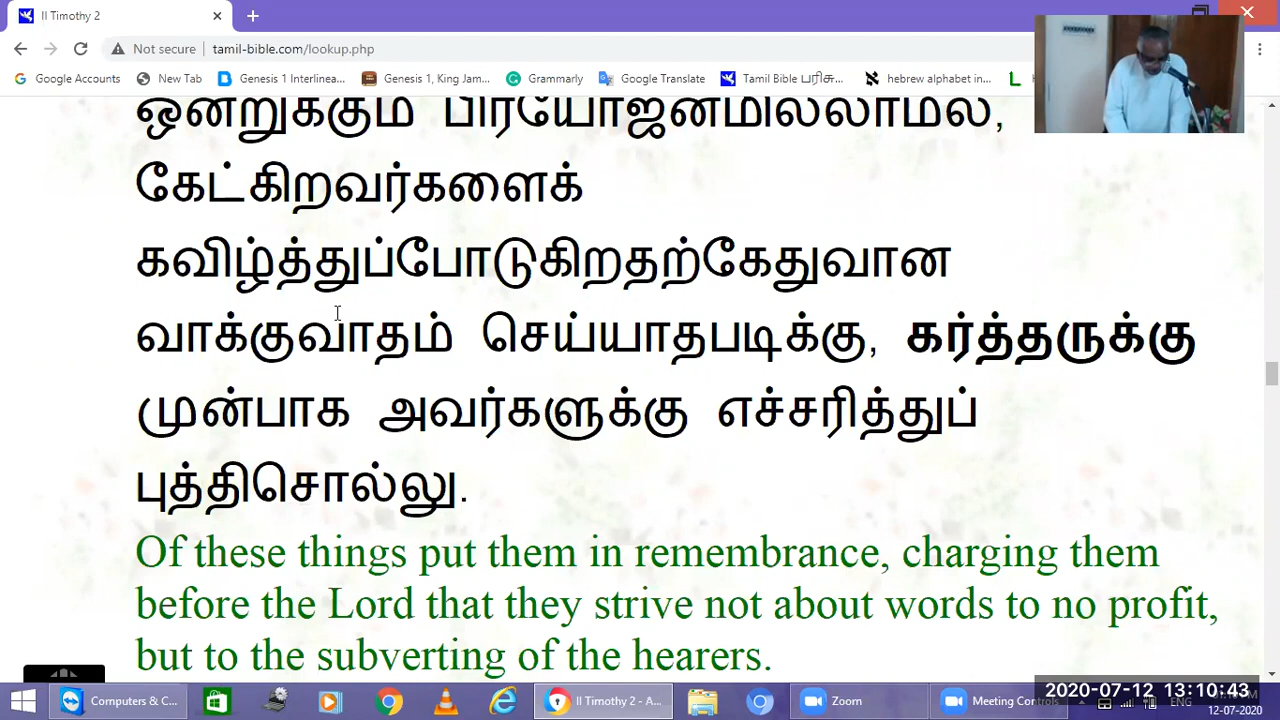 II Timothy 2
Not secure | tamil-bible.com/lookup.php
Google Accounts New Tab Genesis 1 Interlinea... Genesis 1, King Jam... Grammarly Google Translate Tamil Bible பரிசு... hebrew alphabet in...
ஒன்றுக்கும் பிரயோஜனமில்லாமல்,
கேட்கிறவர்களைக்
கவிழ்த்துப்போடுகிறதற்கேதுவான
வாக்குவாதம் செய்யாதபடிக்கு, கர்த்தருக்கு
முன்பாக அவர்களுக்கு எச்சரித்துப்
புத்திசொல்லு.
Of these things put them in remembrance, charging them
before the Lord that they strive not about words to no profit,
but to the subverting of the hearers.
Computers & C... II Timothy 2 - A... Zoom Meeting Controls ENG
2020-07-12 13:10:43
12-07-2020